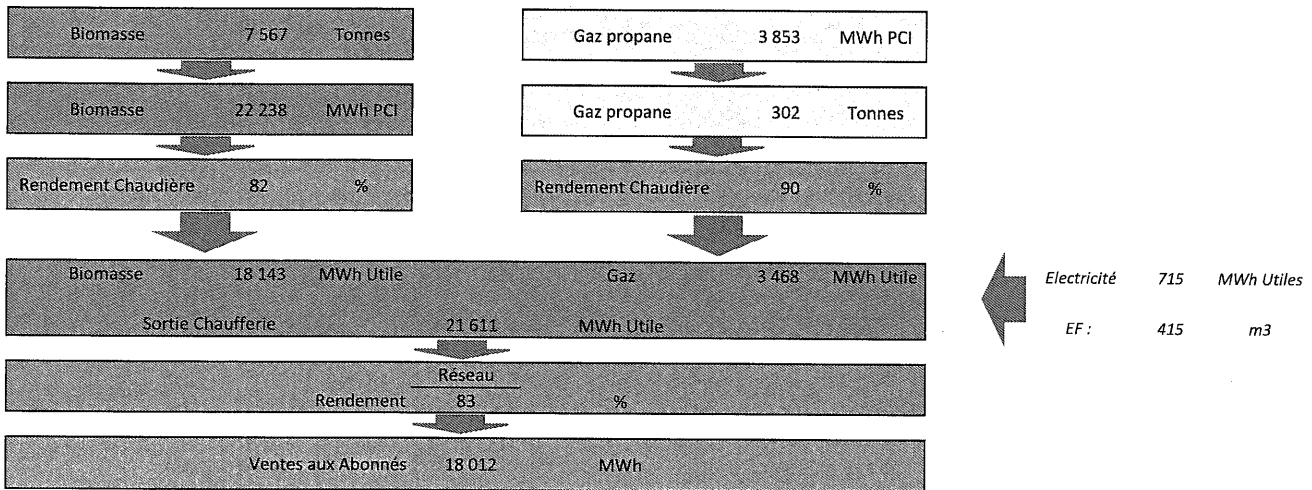 Biomasse 7 567 Tonnes
Gaz propane 3 853 MWh PCI
Biomasse 22 238 MWh PCI
Gaz propane 302 Tonnes
Rendement Chaudière 82 %
Rendement Chaudière 90 %
Biomasse 18 143 MWh Utile Gaz 3 468 MWh Utile
Electricité 715 MWh Utiles
Sortie Chaufferie 21 611 MWh Utile
EF : 415 m3
Réseau
Rendement 83 %
Ventes aux Abonnés 18 012 MWh